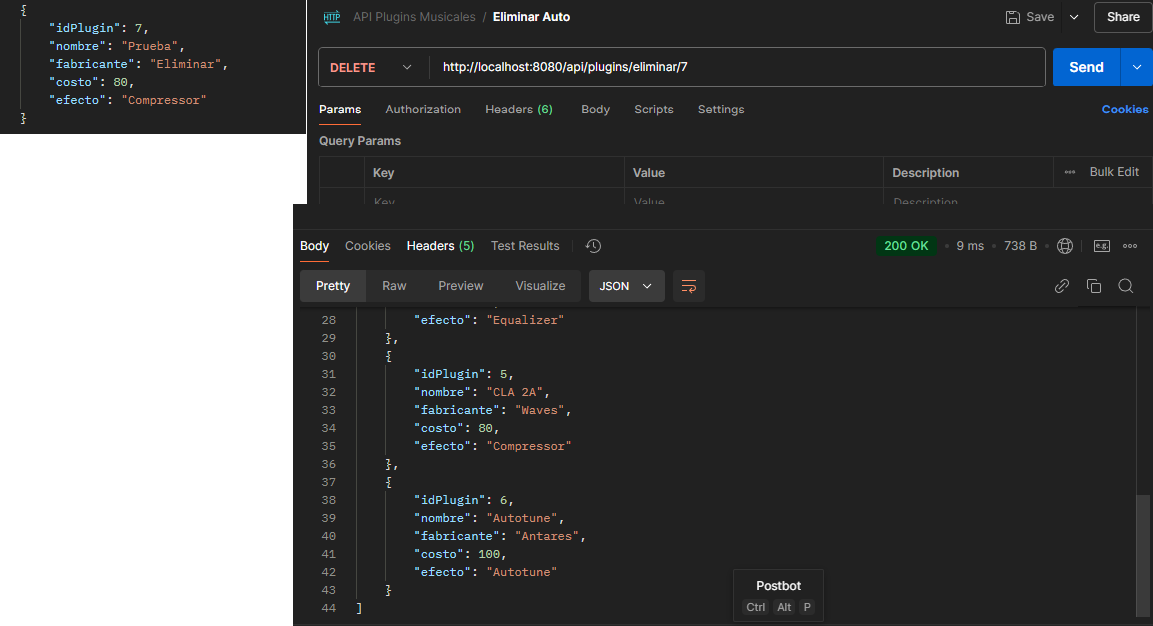 {
"idPlugin": 7,
"nombre": "Prueba",
"fabricante": "Eliminar",
"costo": 80,
"efecto": "Compressor"
}
HTTP API Plugins Musicales / Eliminar Auto Save Share
DELETE http://localhost:8080/api/plugins/eliminar/7 Send
Params Authorization Headers (6) Body Scripts Settings Cookies
Query Params
Key Value Description Bulk Edit
Key Value Description
Body Cookies Headers (5) Test Results 200 OK • 9 ms • 738 B • e.g.
Pretty Raw Preview Visualize JSON
28 "efecto": "Equalizer"
29 },
30 {
31 "idPlugin": 5,
32 "nombre": "CLA 2A",
33 "fabricante": "Waves",
34 "costo": 80,
35 "efecto": "Compressor"
36 },
37 {
38 "idPlugin": 6,
39 "nombre": "Autotune",
40 "fabricante": "Antares",
41 "costo": 100,
42 "efecto": "Autotune"
43 }
44 ]
Postbot
Ctrl Alt P